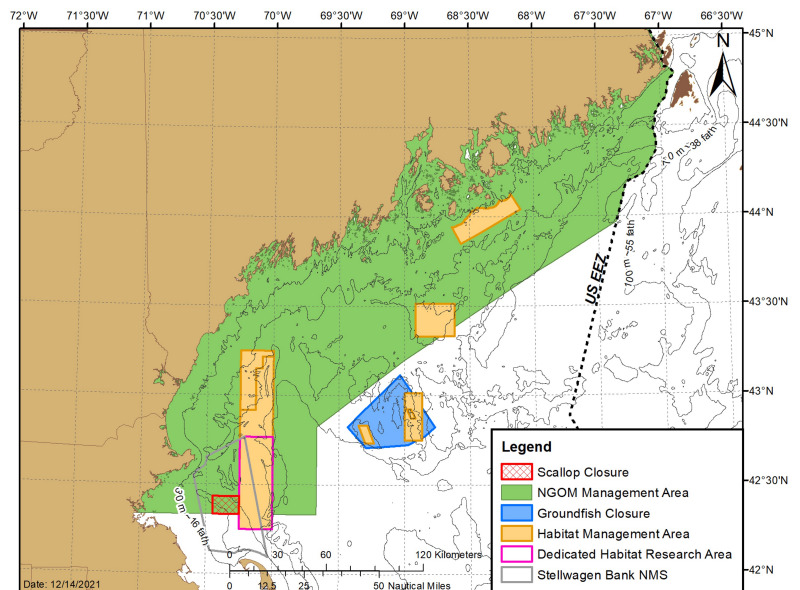 72°W 71°30'W 71°W 70°30'W 70°W 69°30'W 69°W 68°30'W 68°W 67°30'W 67°W 66°30'W
45°N
N
44°30'N
70 m ~38 fath
44°N
100 m ~55 fath
US EEZ
43°30'N
43°N
Legend
Scallop Closure
42°30'N
NGOM Management Area
30 m ~16 fath
Groundfish Closure
Habitat Management Area
0 30 60 120 Kilometers
Dedicated Habitat Research Area
42°N
Stellwagen Bank NMS
Date: 12/14/2021
0 12.5 25 50 Nautical Miles